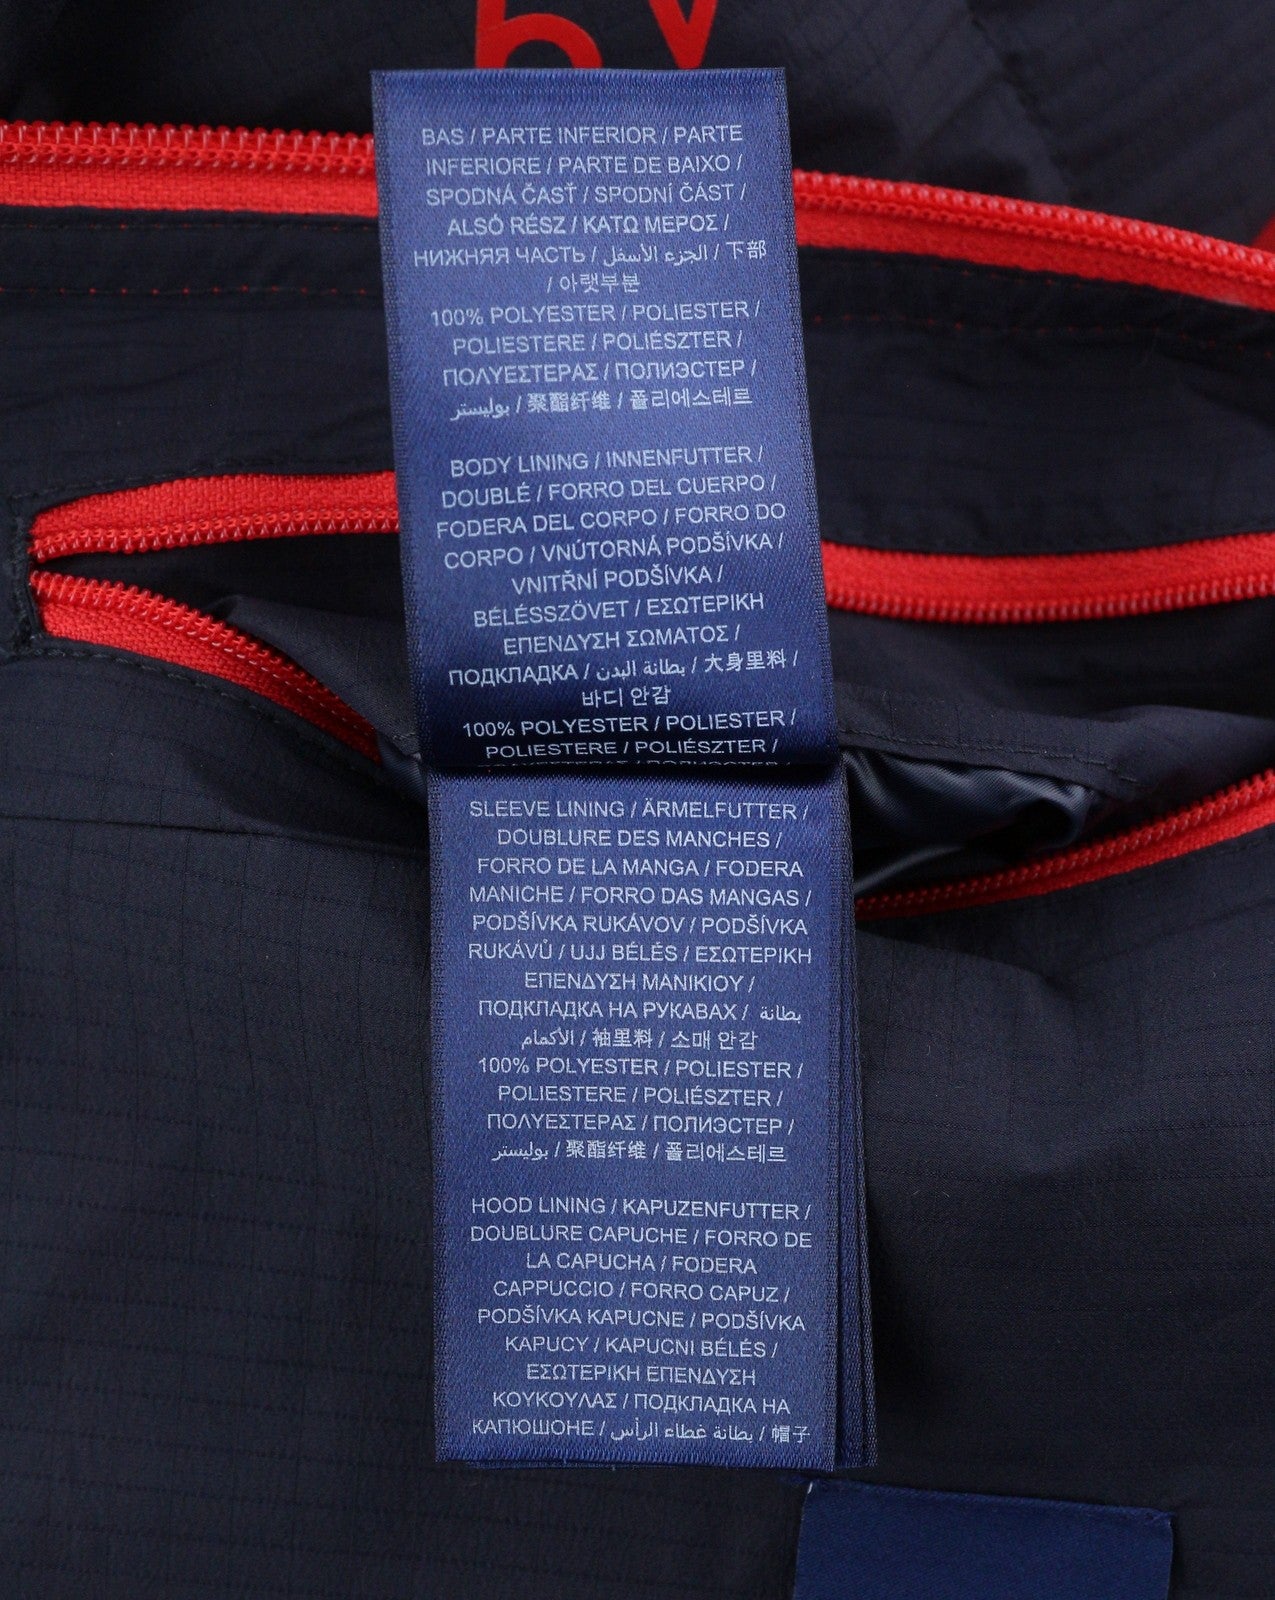 BAS / PARTE INFERIOR / PARTE
INFERIORE / PARTE DE BAIXO /
SPODNÁ ČASŤ / SPODNÍ ČÁST /
ALSÓ RÉSZ / ΚΑΤΩ ΜΕΡΟΣ /
НИЖНЯЯ ЧАСТЬ / الجزء الأسفل / 下部
/ 아랫부분
100% POLYESTER / POLIESTER /
POLIESTERE / POLIÉSZTER /
ΠΟΛΥΕΣΤΕΡΑΣ / ПОЛИЭСТЕР /
بوليستر / 聚酯纤维 / 폴리에스테르
BODY LINING / INNENFUTTER /
DOUBLÉ / FORRO DEL CUERPO /
FODERA DEL CORPO / FORRO DO
CORPO / VNÚTORNÁ PODŠÍVKA /
VNITŘNÍ PODŠÍVKA /
BÉLÉSSZÖVET / ΕΣΩΤΕΡΙΚΗ
ΕΠΕΝΔΥΣΗ ΣΩΜΑΤΟΣ /
ПОДКЛАДКА / بطانة البدن / 大身里料 /
바디 안감
100% POLYESTER / POLIESTER /
POLIESTERE / POLIÉSZTER /
SLEEVE LINING / ÄRMELFUTTER /
DOUBLURE DES MANCHES /
FORRO DE LA MANGA / FODERA
MANICHE / FORRO DAS MANGAS /
PODŠÍVKA RUKÁVOV / PODŠÍVKA
RUKÁVŮ / UJJ BÉLÉS / ΕΣΩΤΕΡΙΚΗ
ΕΠΕΝΔΥΣΗ ΜΑΝΙΚΙΟΥ /
ПОДКЛАДКА НА РУКАВАХ / بطانة
الأكمام / 袖里料 / 소매 안감
100% POLYESTER / POLIESTER /
POLIESTERE / POLIÉSZTER /
ΠΟΛΥΕΣΤΕΡΑΣ / ПОЛИЭСТЕР /
بوليستر / 聚酯纤维 / 폴리에스테르
HOOD LINING / KAPUZENFUTTER /
DOUBLURE CAPUCHE / FORRO DE
LA CAPUCHA / FODERA
CAPPUCCIO / FORRO CAPUZ /
PODŠÍVKA KAPUCNE / PODŠÍVKA
KAPUCY / KAPUCNI BÉLÉS /
ΕΣΩΤΕΡΙΚΗ ΕΠΕΝΔΥΣΗ
ΚΟΥΚΟΥΛΑΣ / ПОДКЛАДКА НА
КАПЮШОНЕ / بطانة غطاء الرأس / 帽子